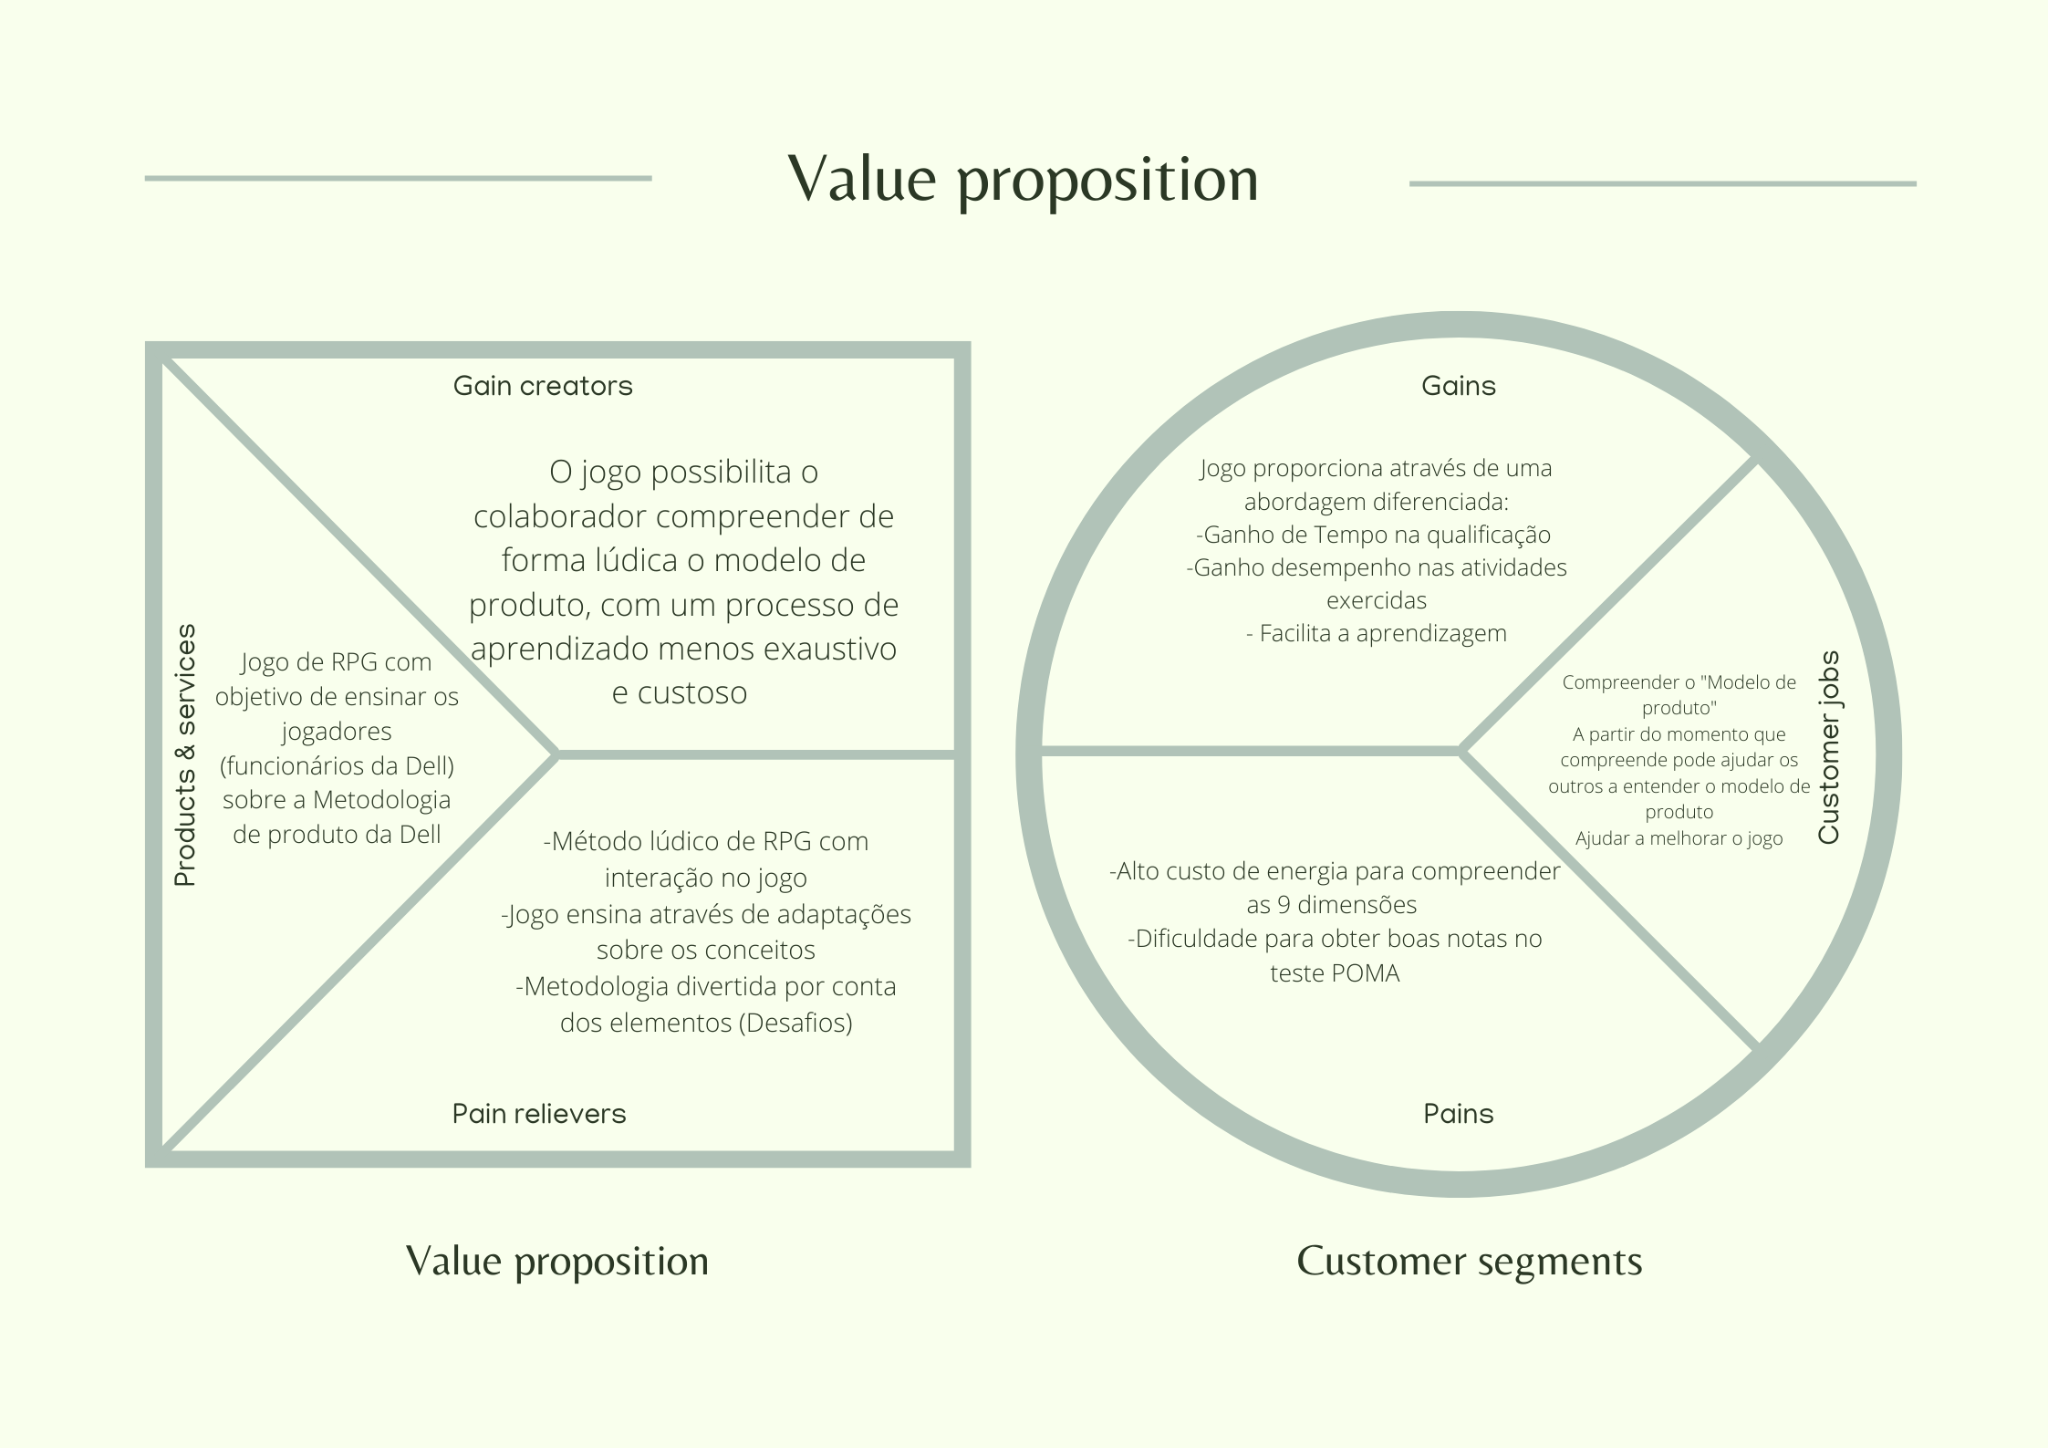 Value proposition
Gain creators
O jogo possibilita o
colaborador compreender de
forma lúdica o modelo de
produto, com um processo de
aprendizado menos exaustivo
e custoso
Products & services
Jogo de RPG com
objetivo de ensinar os
jogadores
(funcionários da Dell)
sobre a Metodologia
de produto da Dell
-Método lúdico de RPG com
interação no jogo
-Jogo ensina através de adaptações
sobre os conceitos
-Metodologia divertida por conta
dos elementos (Desafios)
Pain relievers
Value proposition
Gains
Jogo proporciona através de uma
abordagem diferenciada:
-Ganho de Tempo na qualificação
-Ganho desempenho nas atividades
exercidas
- Facilita a aprendizagem
Compreender o "Modelo de
produto"
A partir do momento que
compreende pode ajudar os
outros a entender o modelo de
produto
Ajudar a melhorar o jogo
Customer jobs
-Alto custo de energia para compreender
as 9 dimensões
-Dificuldade para obter boas notas no
teste POMA
Pains
Customer segments